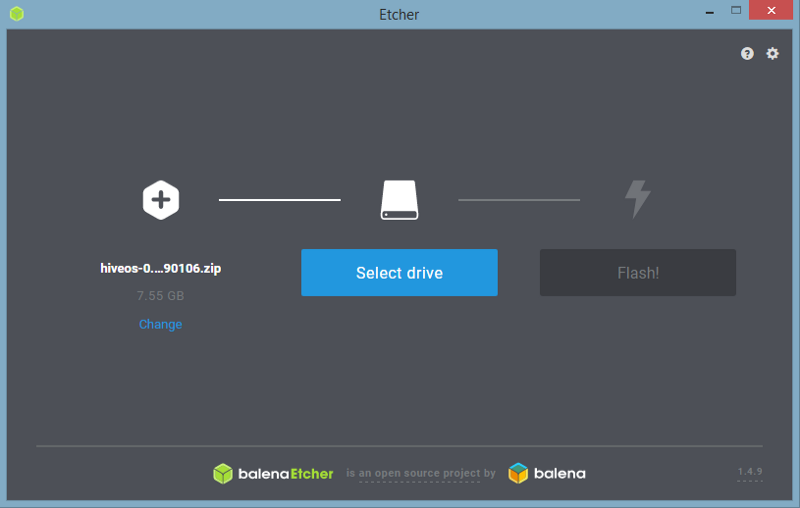 Etcher
hiveos-0....90106.zip
7.55 GB
Change
Select drive
Flash!
balenaEtcher is an open source project by balena
1.4.9